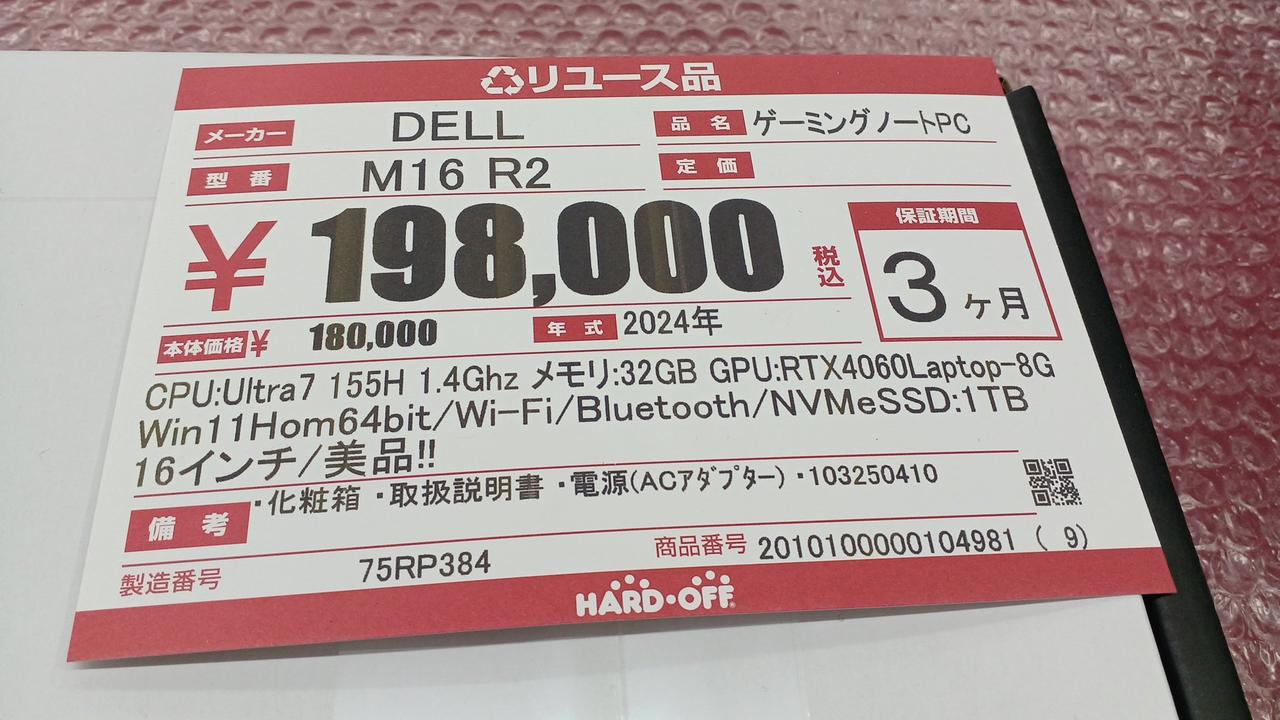 リユース品
メーカー DELL 品名 ゲーミングノートPC
型番 M16 R2 定価
¥198,000 税込 保証期間
3ヶ月
本体価格 ¥ 180,000 年式 2024年
CPU:Ultra7 155H 1.4Ghz メモリ:32GB GPU:RTX4060Laptop-8G
Win11Hom64bit/Wi-Fi/Bluetooth/NVMeSSD:1TB
16インチ/美品!!
備考 ・化粧箱 ・取扱説明書 ・電源(ACアダプター) ・103250410
製造番号 75RP384 商品番号 2010100000104981 ( 9)
HARD・OFF